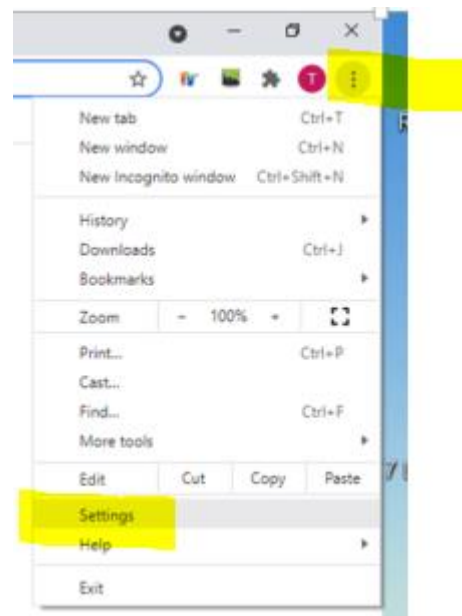 T
New tab Ctrl+T
New window Ctrl+N
New Incognito window Ctrl+Shift+N
History
Downloads Ctrl+J
Bookmarks
Zoom - 100% +
Print... Ctrl+P
Cast...
Find... Ctrl+F
More tools
Edit Cut Copy Paste
Settings
Help
Exit